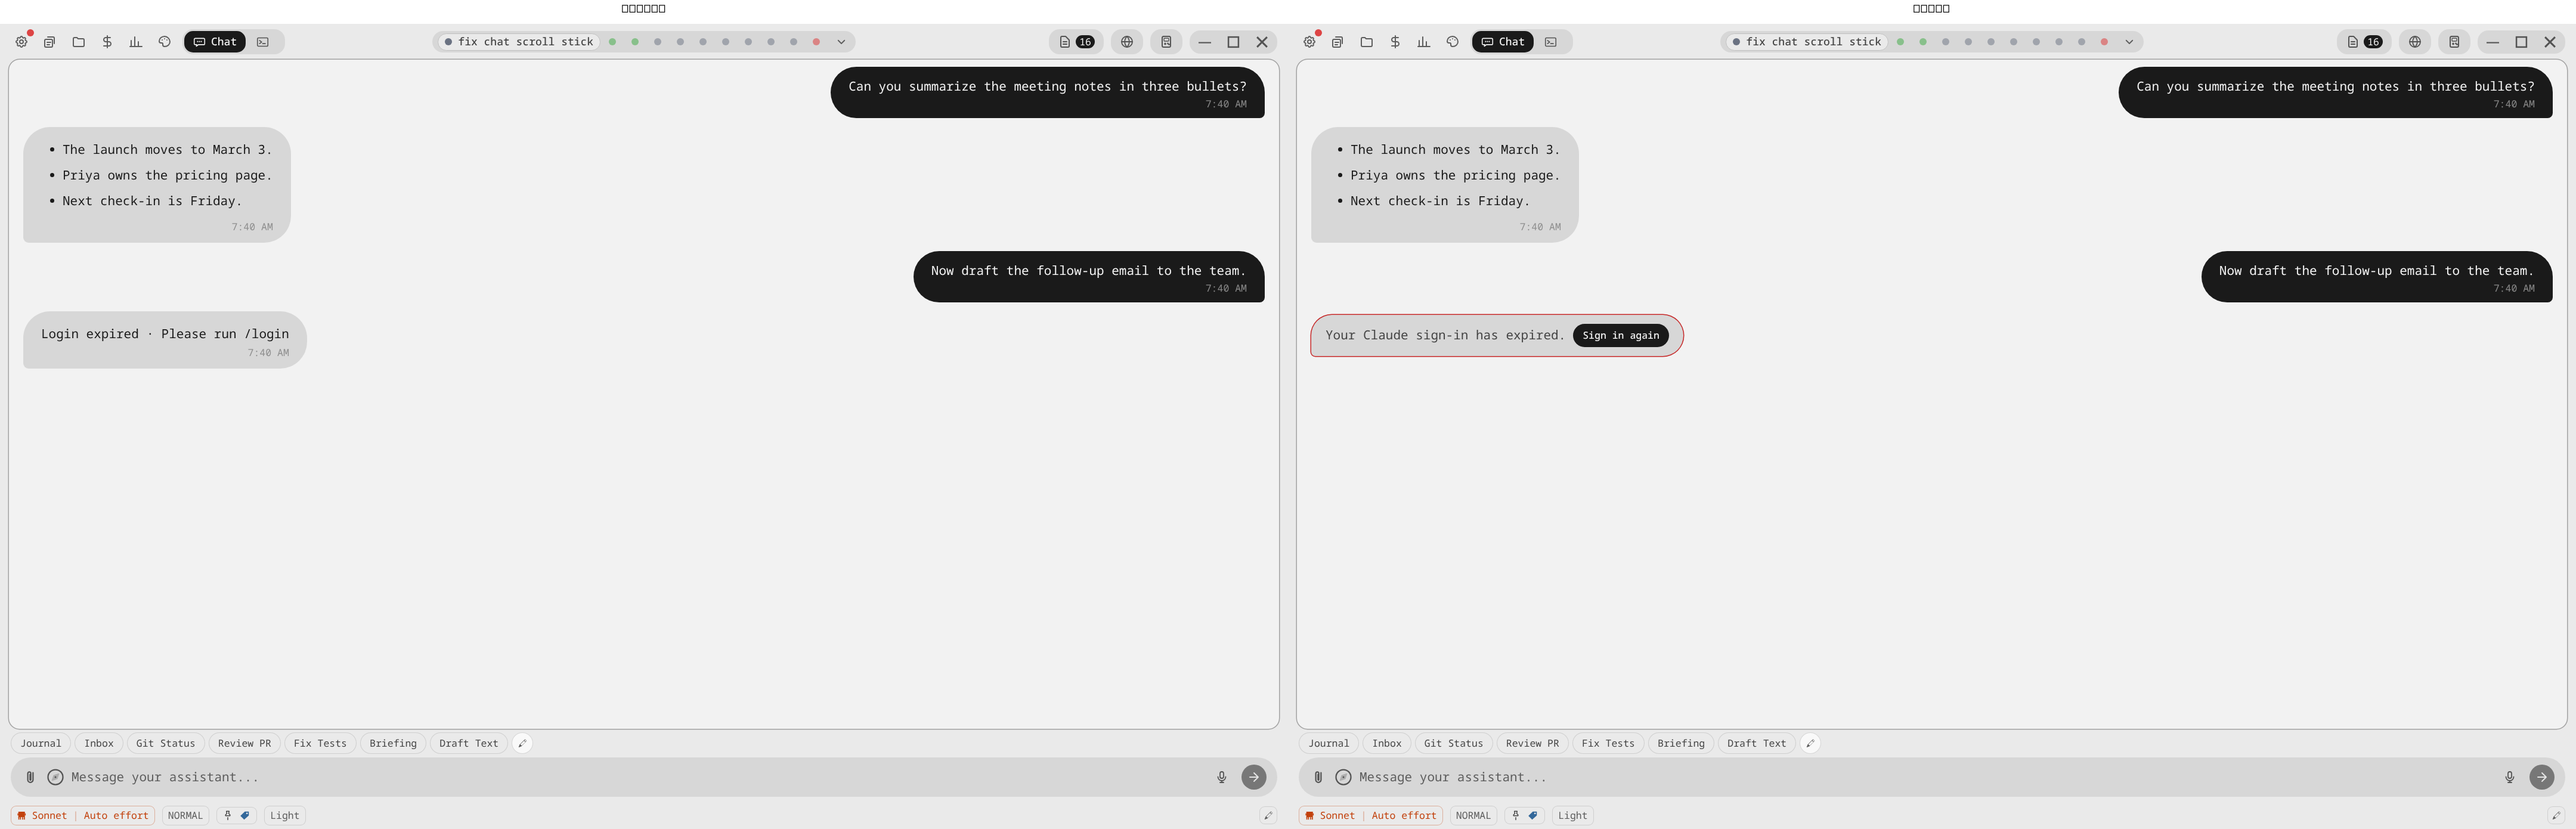 Chat
fix chat scroll stick
16
Can you summarize the meeting notes in three bullets?
7:40 AM
• The launch moves to March 3.
• Priya owns the pricing page.
• Next check-in is Friday.
7:40 AM
Now draft the follow-up email to the team.
7:40 AM
Login expired · Please run /login
7:40 AM
Journal
Inbox
Git Status
Review PR
Fix Tests
Briefing
Draft Text
Message your assistant...
Sonnet | Auto effort
NORMAL
Light
Chat
fix chat scroll stick
16
Can you summarize the meeting notes in three bullets?
7:40 AM
• The launch moves to March 3.
• Priya owns the pricing page.
• Next check-in is Friday.
7:40 AM
Now draft the follow-up email to the team.
7:40 AM
Your Claude sign-in has expired. Sign in again
Journal
Inbox
Git Status
Review PR
Fix Tests
Briefing
Draft Text
Message your assistant...
Sonnet | Auto effort
NORMAL
Light